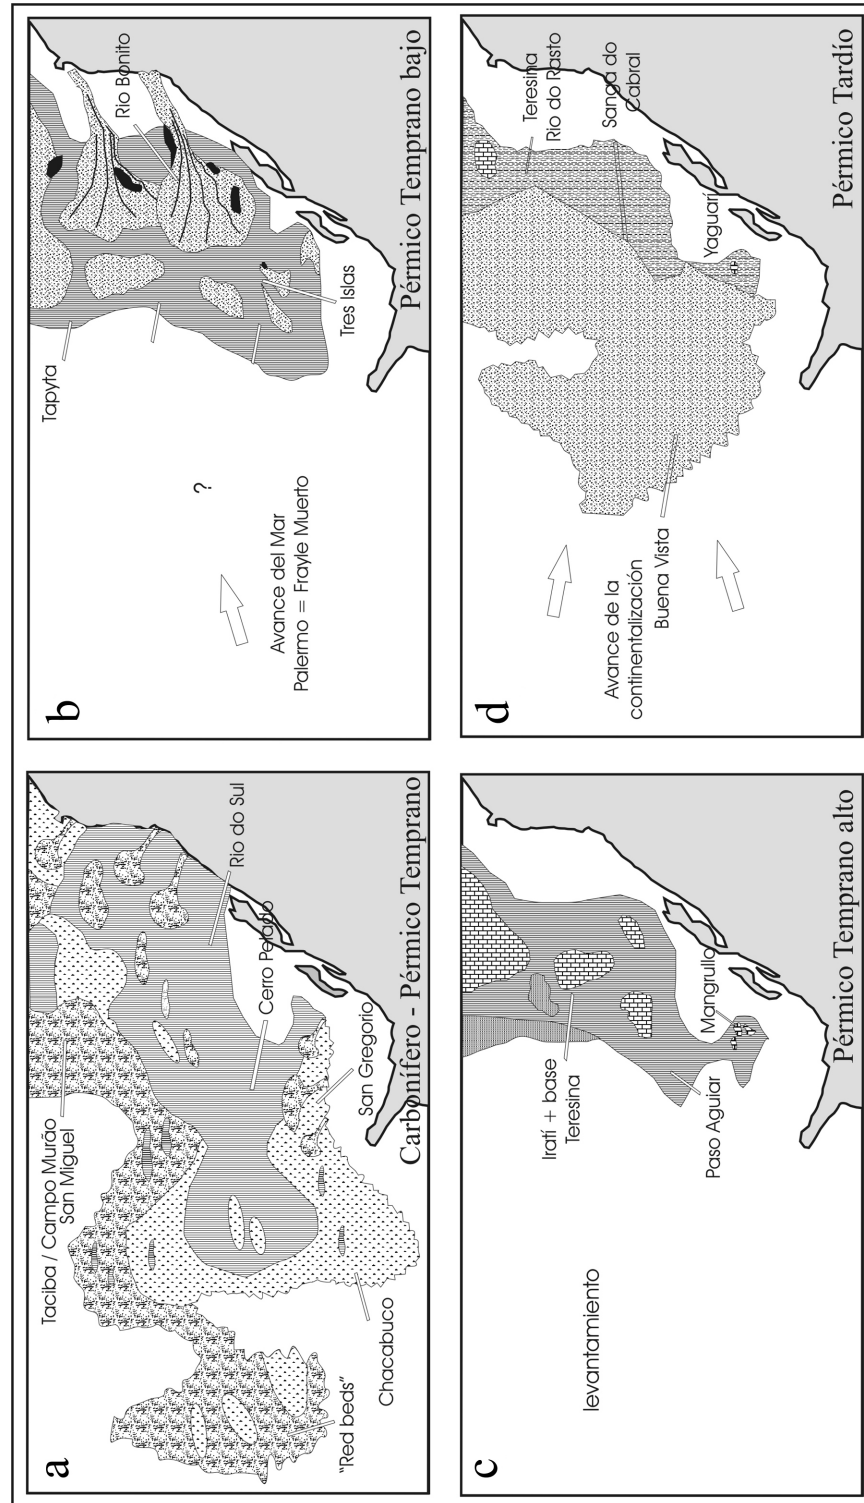 a
Taciba / Campo Murão
San Miguel
Rio do Sul
Cerro Pelado
San Gregorio
Chacabuco
“Red beds”
Carbonífero - Pérmico Temprano
b
Tapyta
Rio Bonito
Tres Islas
?
Avance del Mar
Palermo = Frayle Muerto
Pérmico Temprano bajo
c
Iratí + base
Teresina
Mangrullo
Paso Aguiar
levantamiento
Pérmico Temprano alto
d
Teresina
Rio do Rasto
Sanga do
Cabral
Yaguarí
Buena Vista
Avance de la
continentalización
Pérmico Tardío